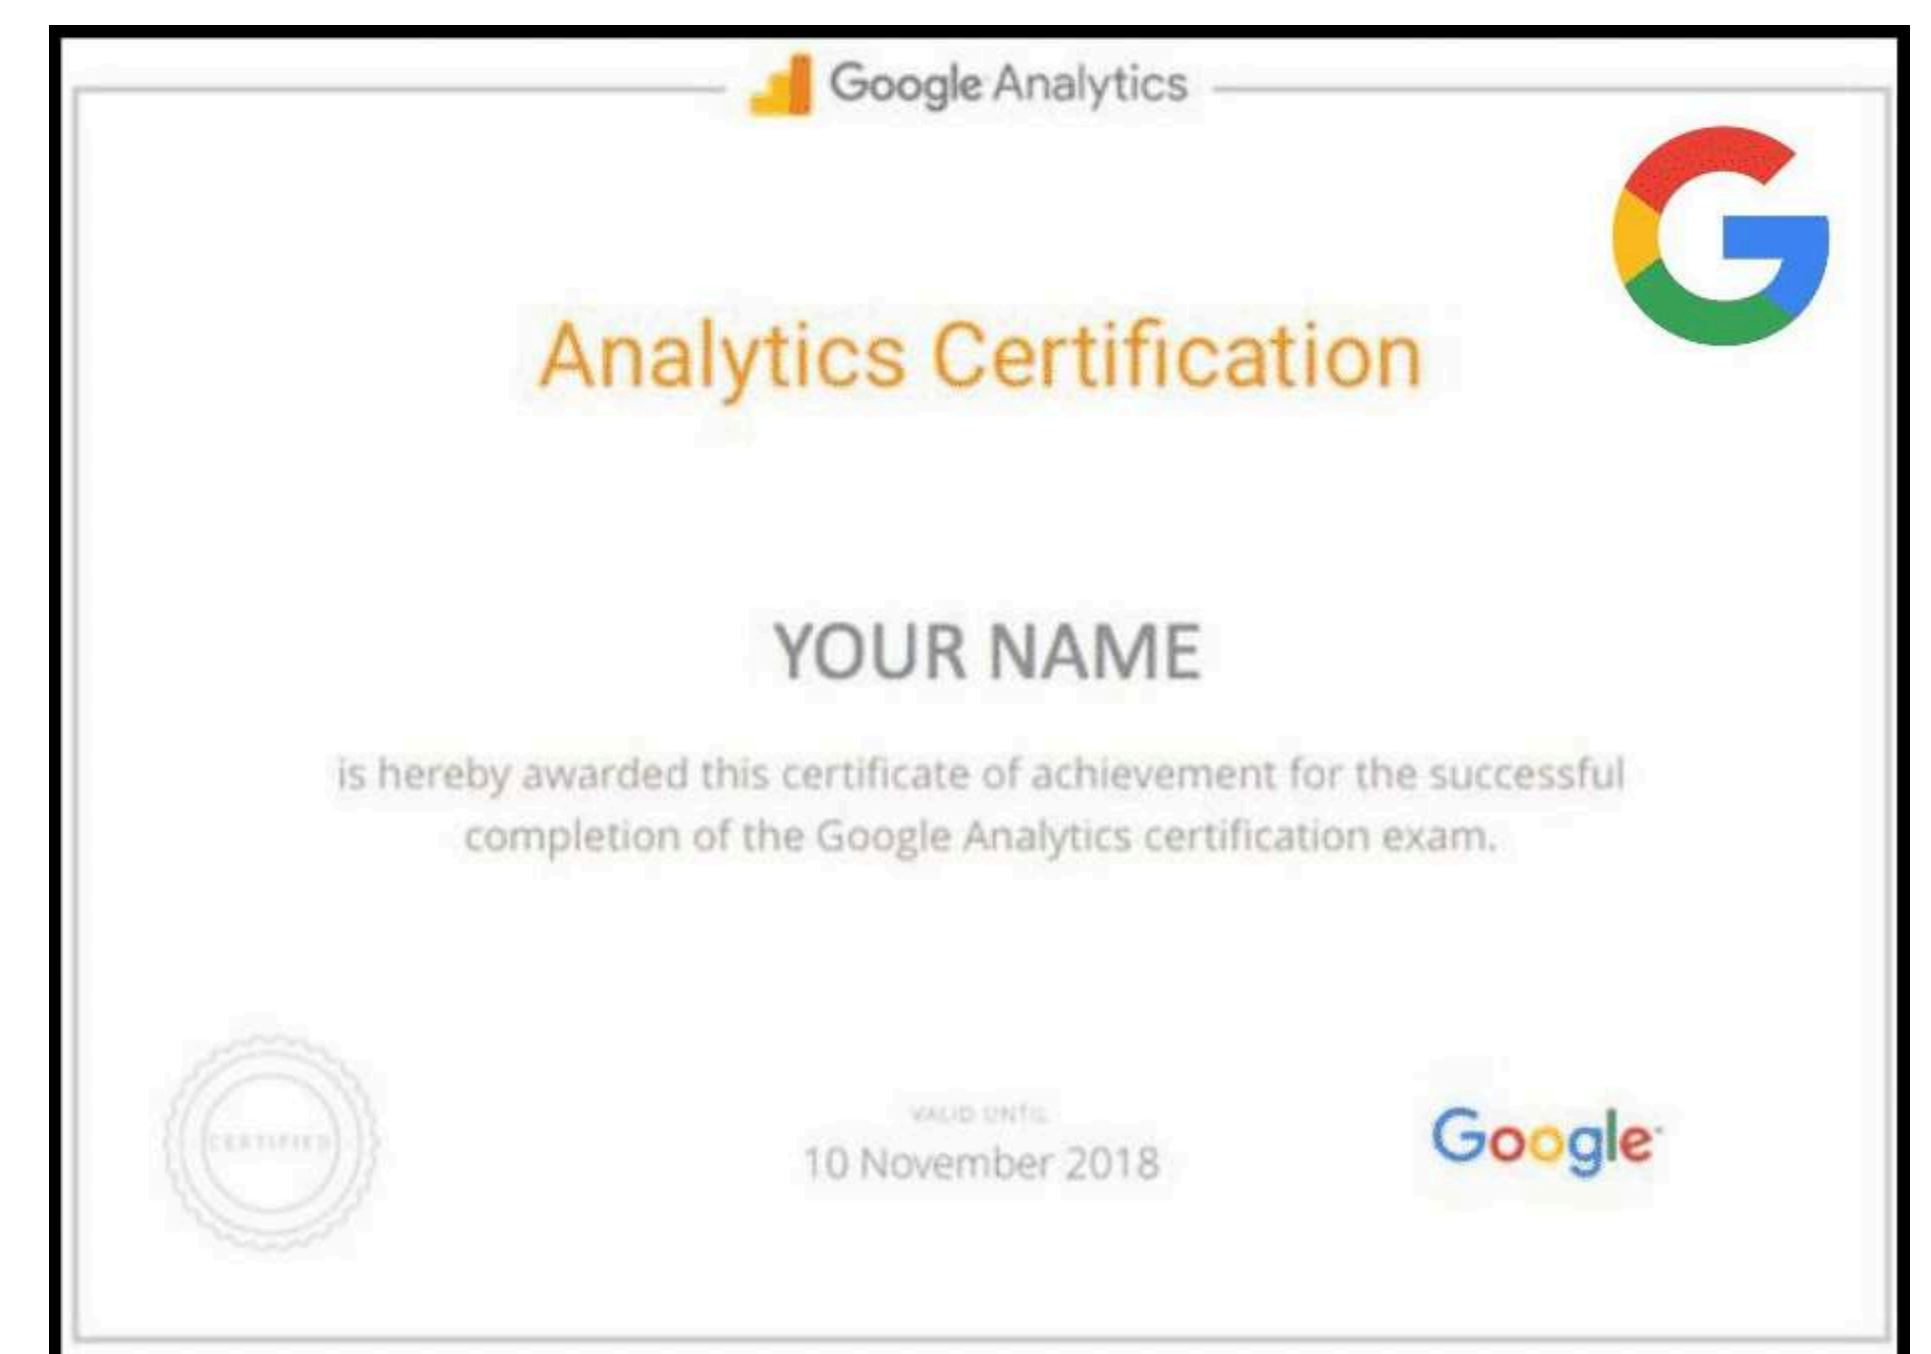 Google Analytics
Analytics Certification
YOUR NAME
is hereby awarded this certificate of achievement for the successful
completion of the Google Analytics certification exam.
CERTIFIED
VALID UNTIL
10 November 2018
Google